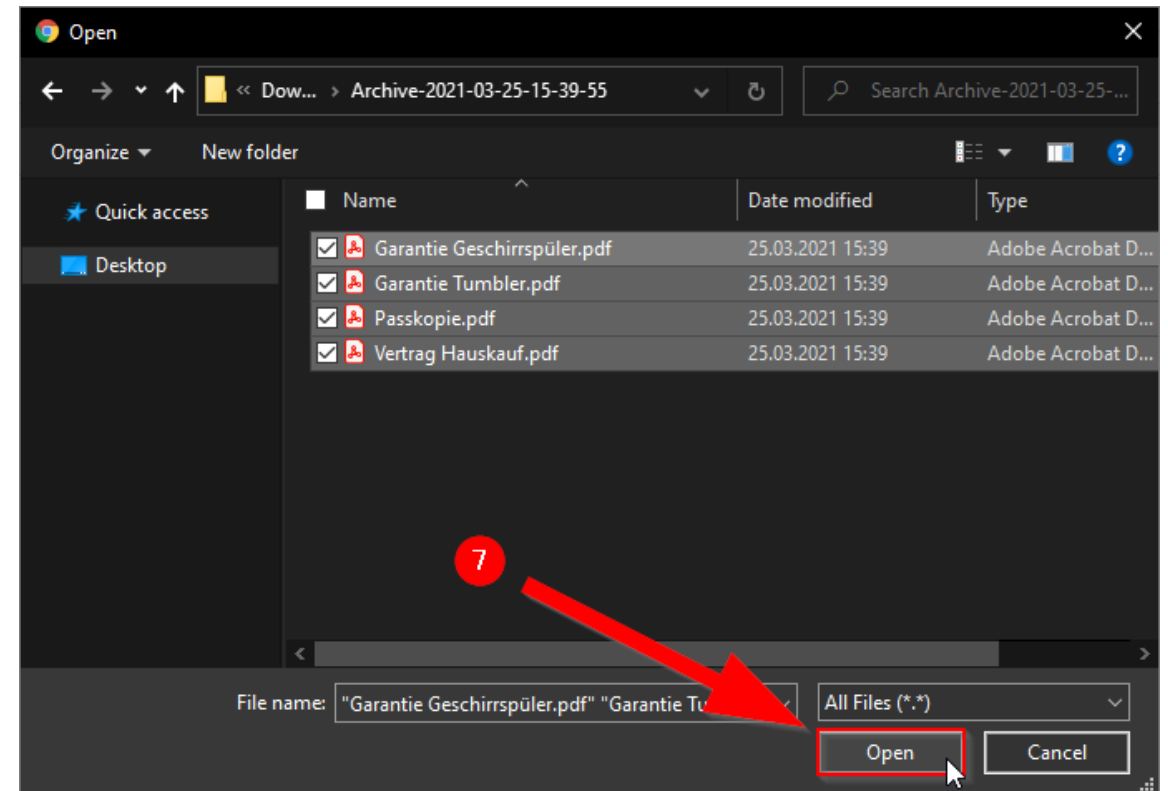 Open
« Dow... › Archive-2021-03-25-15-39-55
Search Archive-2021-03-25-...
Organize
New folder
?
Quick access
Desktop
Name Date modified Type
Garantie Geschirrspüler.pdf 25.03.2021 15:39 Adobe Acrobat D...
Garantie Tumbler.pdf 25.03.2021 15:39 Adobe Acrobat D...
Passkopie.pdf 25.03.2021 15:39 Adobe Acrobat D...
Vertrag Hauskauf.pdf 25.03.2021 15:39 Adobe Acrobat D...
7
File name: "Garantie Geschirrspüler.pdf" "Garantie Tu
All Files (*.*)
Open
Cancel